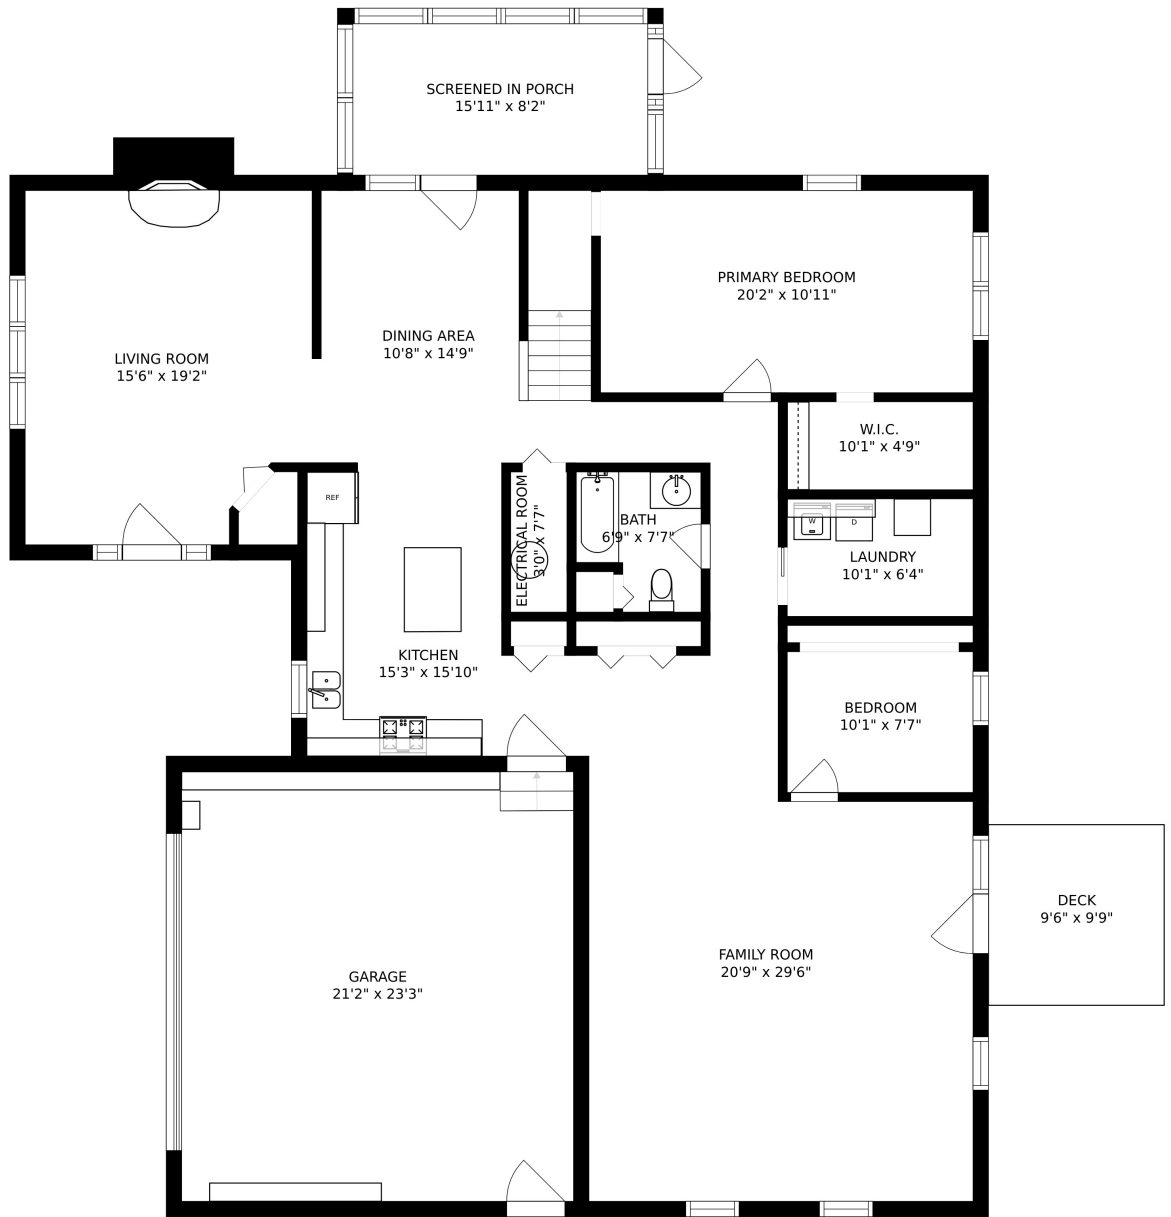 SCREENED IN PORCH
15'11" x 8'2"
PRIMARY BEDROOM
20'2" x 10'11"
DINING AREA
10'8" x 14'9"
LIVING ROOM
15'6" x 19'2"
W.I.C.
10'1" x 4'9"
REF
ELECTRICAL ROOM
3'0" x 7'7"
BATH
6'9" x 7'7"
W
D
LAUNDRY
10'1" x 6'4"
KITCHEN
15'3" x 15'10"
BEDROOM
10'1" x 7'7"
DECK
9'6" x 9'9"
FAMILY ROOM
20'9" x 29'6"
GARAGE
21'2" x 23'3"